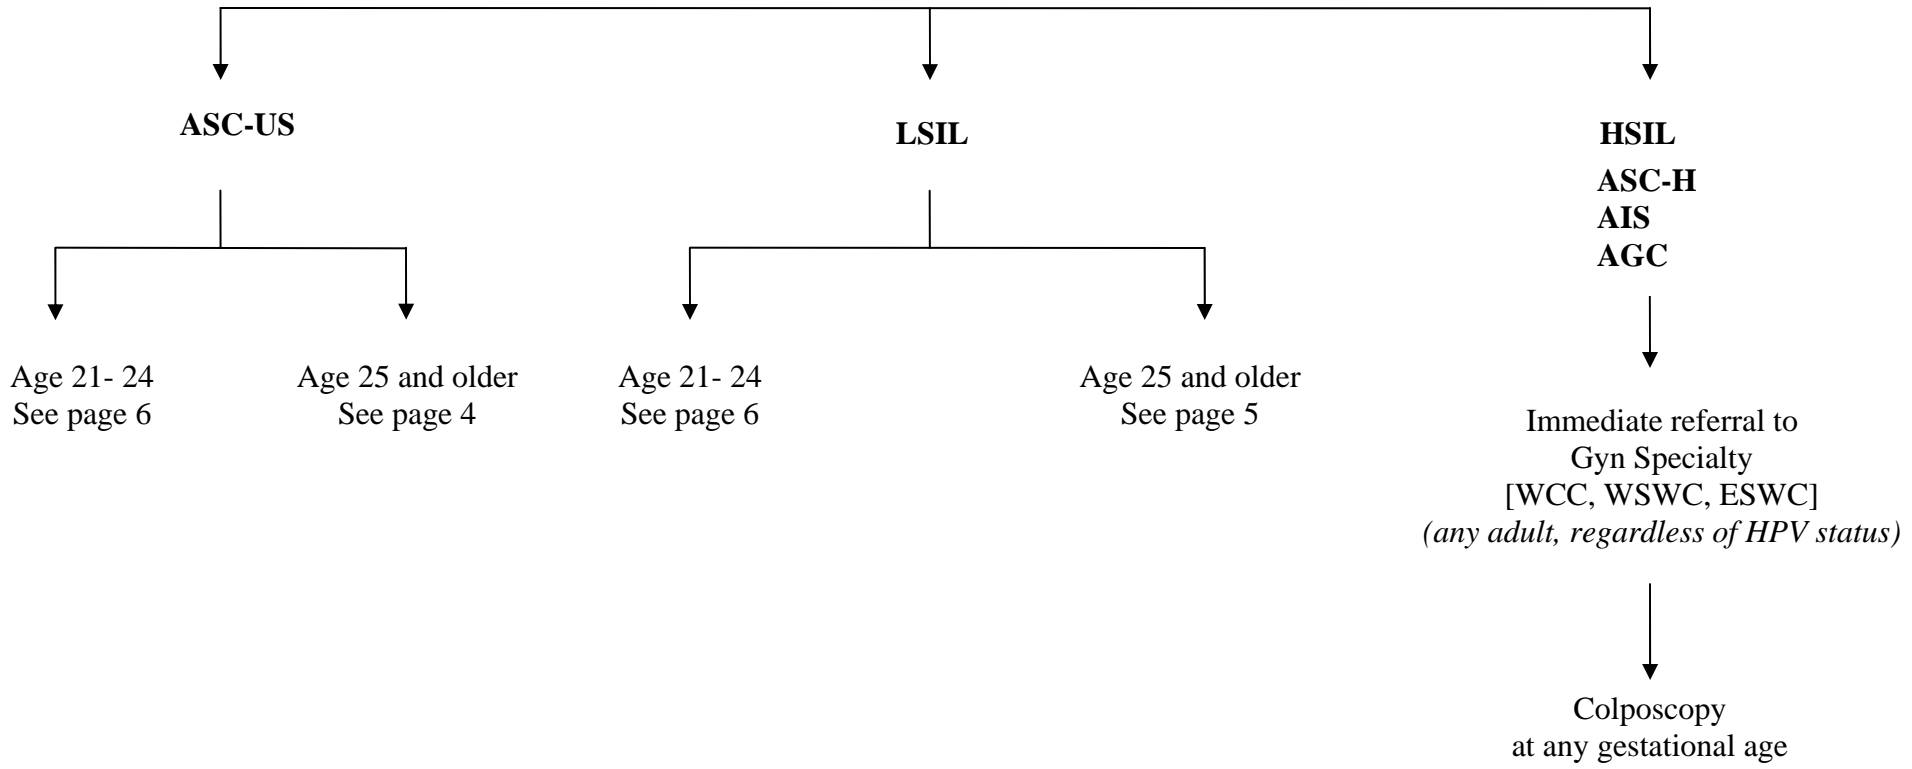 ASC-US
LSIL
HSIL
ASC-H
AIS
AGC
Age 21- 24
See page 6
Age 25 and older
See page 4
Age 21- 24
See page 6
Age 25 and older
See page 5
Immediate referral to
Gyn Specialty
[WCC, WSWC, ESWC]
(any adult, regardless of HPV status)
Colposcopy
at any gestational age